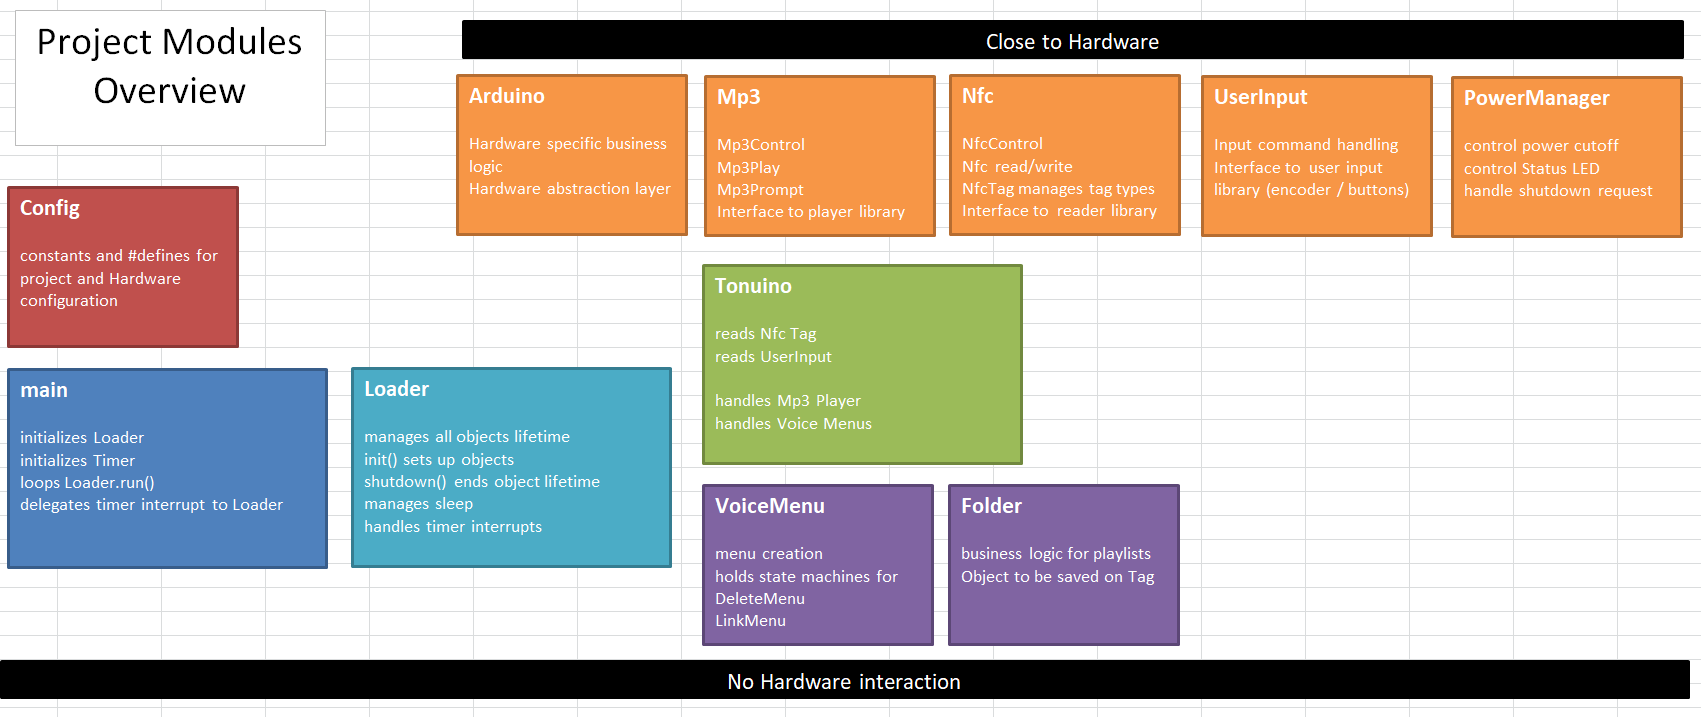 Project Modules
Overview
Close to Hardware
Arduino
Hardware specific business
logic
Hardware abstraction layer
Mp3
Mp3Control
Mp3Play
Mp3Prompt
Interface to player library
Nfc
NfcControl
Nfc read/write
NfcTag manages tag types
Interface to reader library
UserInput
Input command handling
Interface to user input
library (encoder / buttons)
PowerManager
control power cutoff
control Status LED
handle shutdown request
Config
constants and #defines for
project and Hardware
configuration
Tonuino
reads Nfc Tag
reads UserInput
handles Mp3 Player
handles Voice Menus
main
initializes Loader
initializes Timer
loops Loader.run()
delegates timer interrupt to Loader
Loader
manages all objects lifetime
init() sets up objects
shutdown() ends object lifetime
manages sleep
handles timer interrupts
VoiceMenu
menu creation
holds state machines for
DeleteMenu
LinkMenu
Folder
business logic for playlists
Object to be saved on Tag
No Hardware interaction